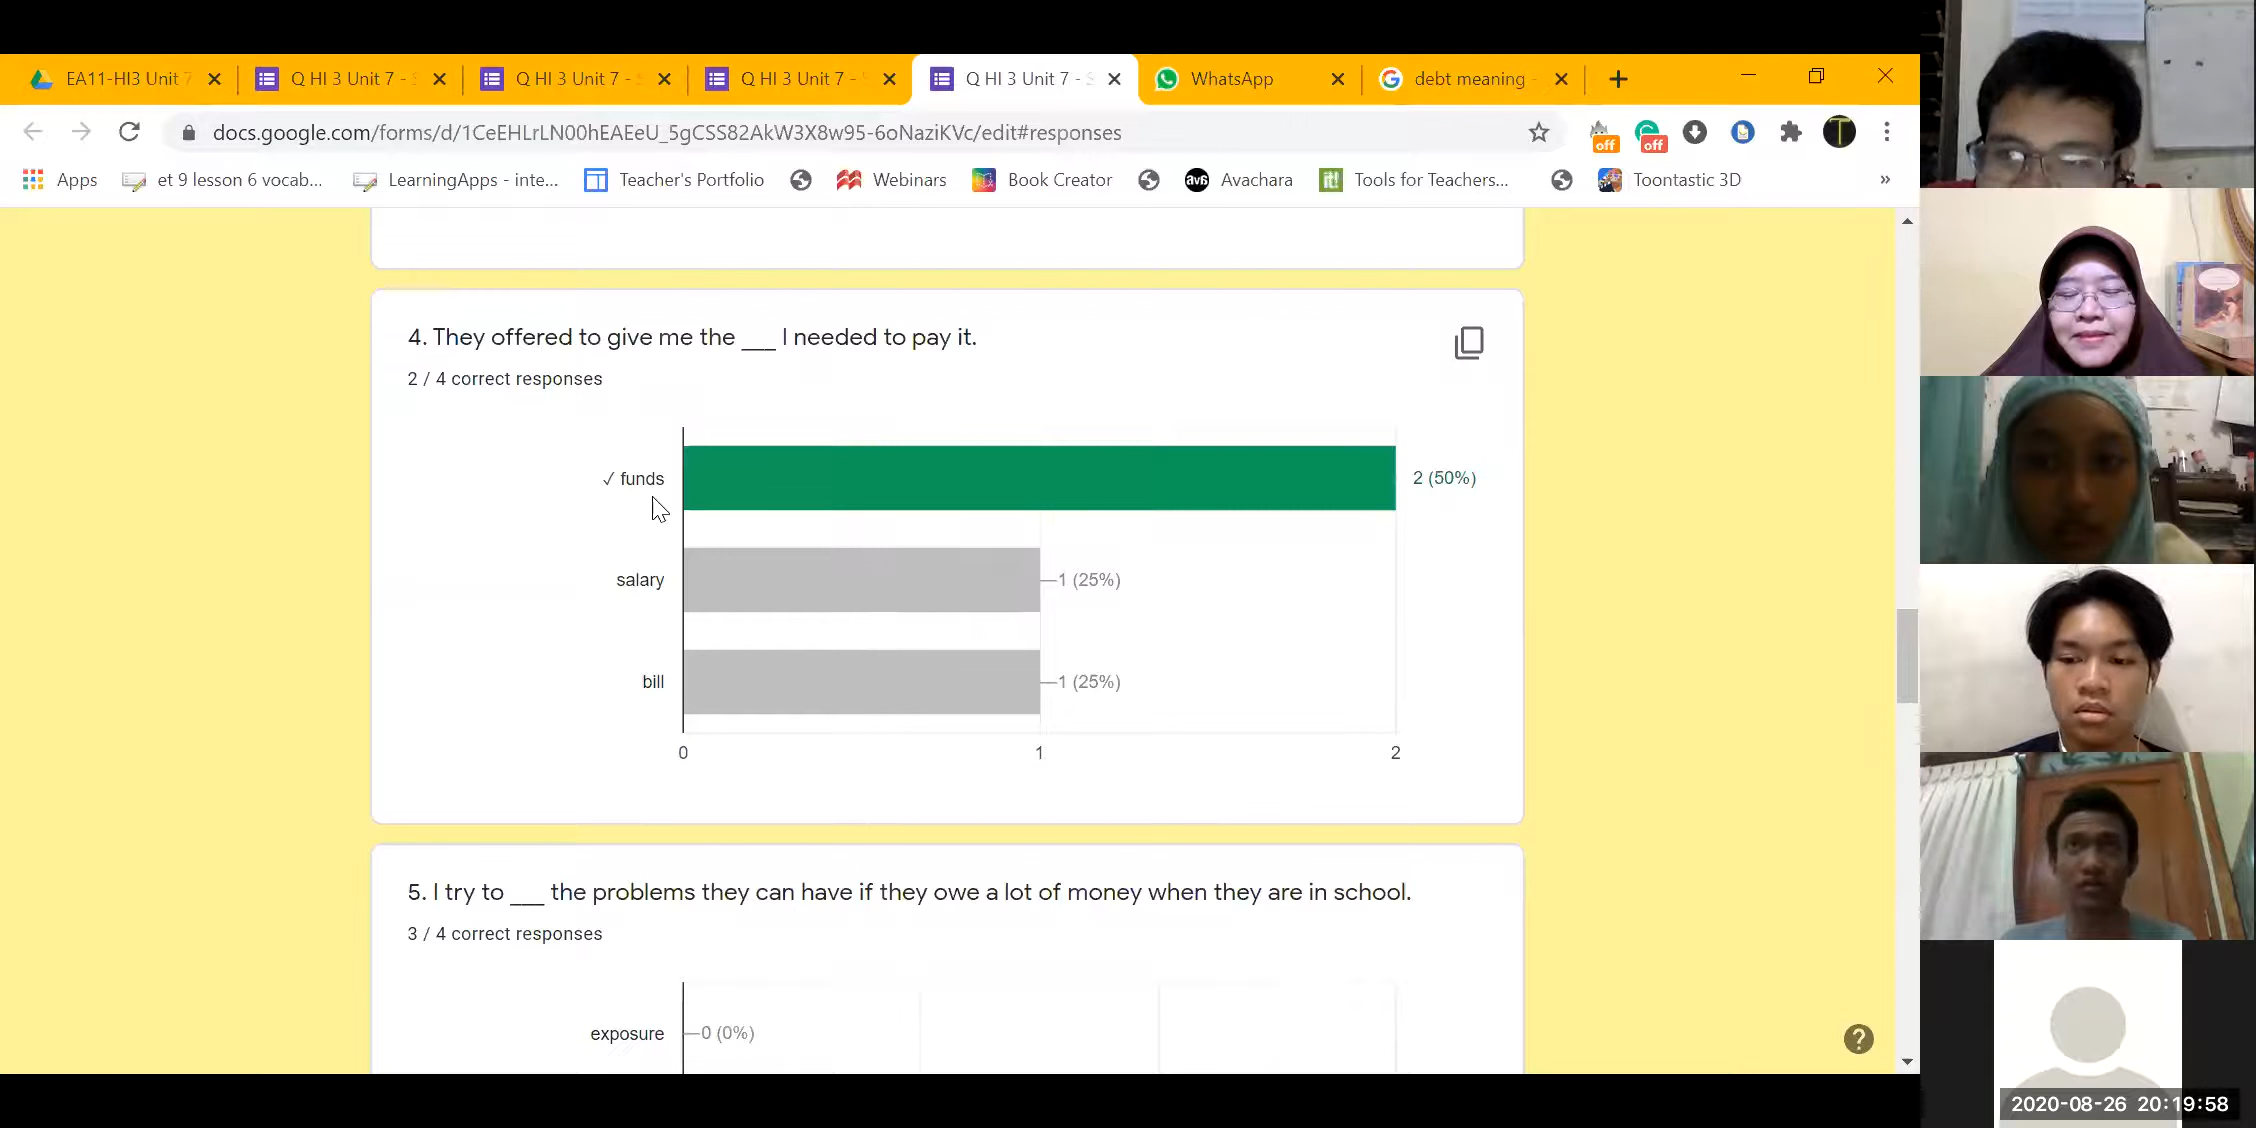 EA11-HI3 Unit 7
Q HI 3 Unit 7 -
Q HI 3 Unit 7 -
Q HI 3 Unit 7 -
Q HI 3 Unit 7 -
WhatsApp
debt meaning -
docs.google.com/forms/d/1CeEHLrLN00hEAEeU_5gCSS82AkW3X8w95-6oNaziKVc/edit#responses
off
off
T
Apps
et 9 lesson 6 vocab...
LearningApps - inte...
Teacher's Portfolio
Webinars
Book Creator
Avachara
Tools for Teachers...
Toontastic 3D
»
4. They offered to give me the ___ I needed to pay it.
2 / 4 correct responses
✓ funds
2 (50%)
salary
1 (25%)
bill
1 (25%)
0
1
2
5. I try to ___ the problems they can have if they owe a lot of money when they are in school.
3 / 4 correct responses
exposure
0 (0%)
2020-08-26 20:19:58